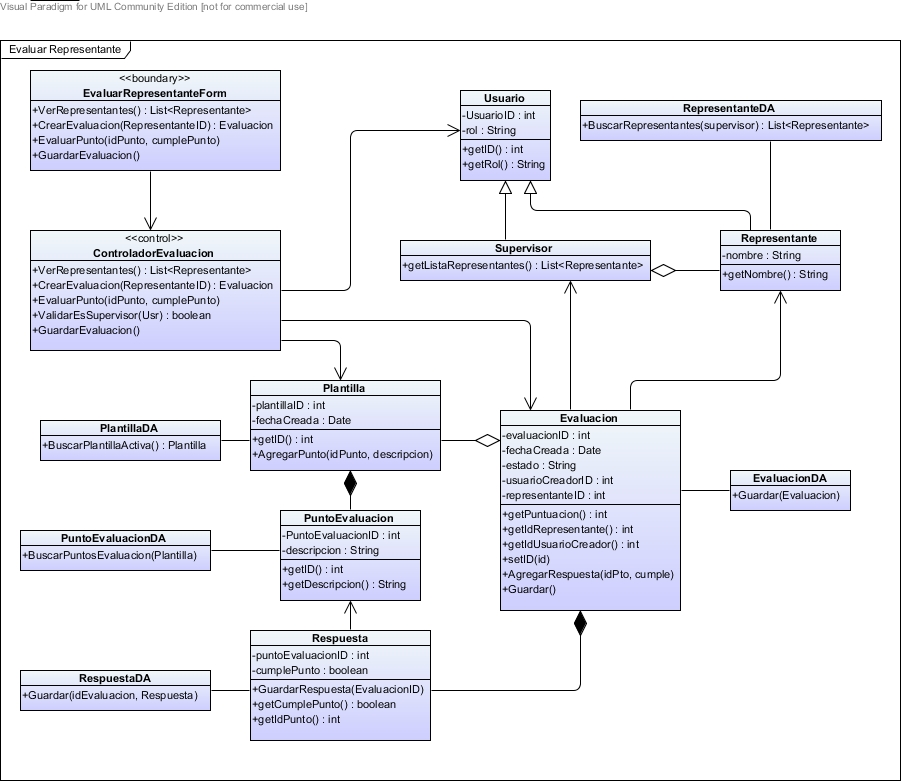 Visual Paradigm for UML Community Edition [not for commercial use]
Evaluar Representante
<<boundary>>
EvaluarRepresentanteForm
+VerRepresentantes() : List<Representante>
+CrearEvaluacion(RepresentanteID) : Evaluacion
+EvaluarPunto(idPunto, cumplePunto)
+GuardarEvaluacion()
Usuario
-UsuarioID : int
-rol : String
+getID() : int
+getRol() : String
RepresentanteDA
+BuscarRepresentantes(supervisor) : List<Representante>
<<control>>
ControladorEvaluacion
+VerRepresentantes() : List<Representante>
+CrearEvaluacion(RepresentanteID) : Evaluacion
+EvaluarPunto(idPunto, cumplePunto)
+ValidarEsSupervisor(Usr) : boolean
+GuardarEvaluacion()
Supervisor
+getListaRepresentantes() : List<Representante>
Representante
-nombre : String
+getNombre() : String
Plantilla
-plantillaID : int
-fechaCreada : Date
+getID() : int
+AgregarPunto(idPunto, descripcion)
PlantillaDA
+BuscarPlantillaActiva() : Plantilla
Evaluacion
-evaluacionID : int
-fechaCreada : Date
-estado : String
-usuarioCreadorID : int
-representanteID : int
+getPuntuacion() : int
+getIdRepresentante() : int
+getIdUsuarioCreador() : int
+setID(id)
+AgregarRespuesta(idPto, cumple)
+Guardar()
EvaluacionDA
+Guardar(Evaluacion)
PuntoEvaluacion
-PuntoEvaluacionID : int
-descripcion : String
+getID() : int
+getDescripcion() : String
PuntoEvaluacionDA
+BuscarPuntosEvaluacion(Plantilla)
Respuesta
-puntoEvaluacionID : int
-cumplePunto : boolean
+GuardarRespuesta(EvaluacionID)
+getCumplePunto() : boolean
+getIdPunto() : int
RespuestaDA
+Guardar(idEvaluacion, Respuesta)